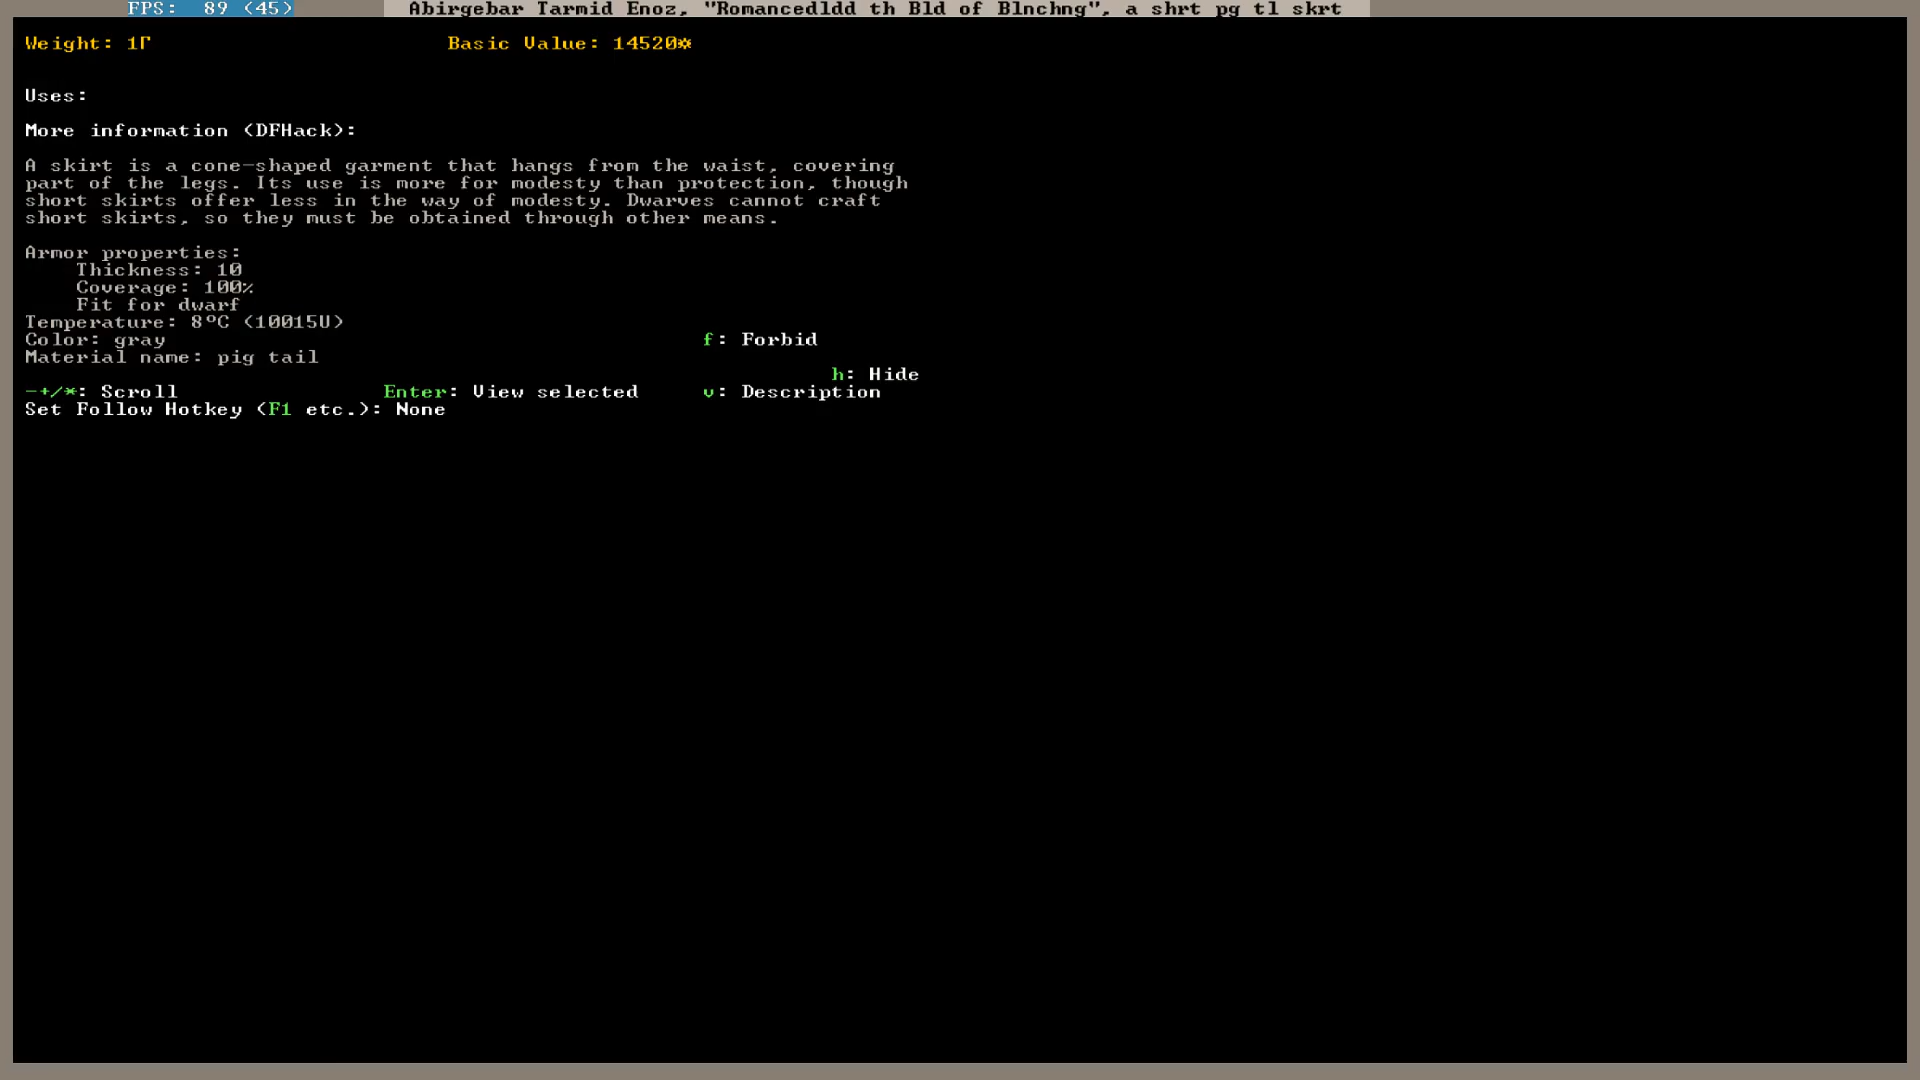 FPS: 89 (45) Abirgebar Tarmid Enoz, "Romancedldd th Bld of Blnchng", a shrt pg tl skrt
Weight: 1Γ Basic Value: 14520☼
Uses:
More information (DFHack):
A skirt is a cone-shaped garment that hangs from the waist, covering
part of the legs. Its use is more for modesty than protection, though
short skirts offer less in the way of modesty. Dwarves cannot craft
short skirts, so they must be obtained through other means.
Armor properties:
Thickness: 10
Coverage: 100%
Fit for dwarf
Temperature: 8°C (10015U)
Color: gray f: Forbid
Material name: pig tail
h: Hide
-+/*: Scroll Enter: View selected v: Description
Set Follow Hotkey (F1 etc.): None